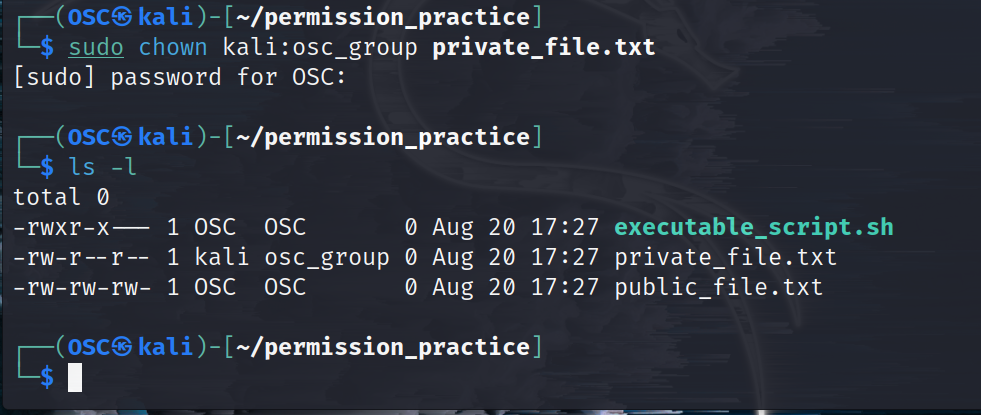 ┌──(OSC㉿kali)-[~/permission_practice]
└─$ sudo chown kali:osc_group private_file.txt
[sudo] password for OSC:
┌──(OSC㉿kali)-[~/permission_practice]
└─$ ls -l
total 0
-rwxr-x--- 1 OSC  OSC       0 Aug 20 17:27 executable_script.sh
-rw-r--r-- 1 kali osc_group 0 Aug 20 17:27 private_file.txt
-rw-rw-rw- 1 OSC  OSC       0 Aug 20 17:27 public_file.txt
┌──(OSC㉿kali)-[~/permission_practice]
└─$